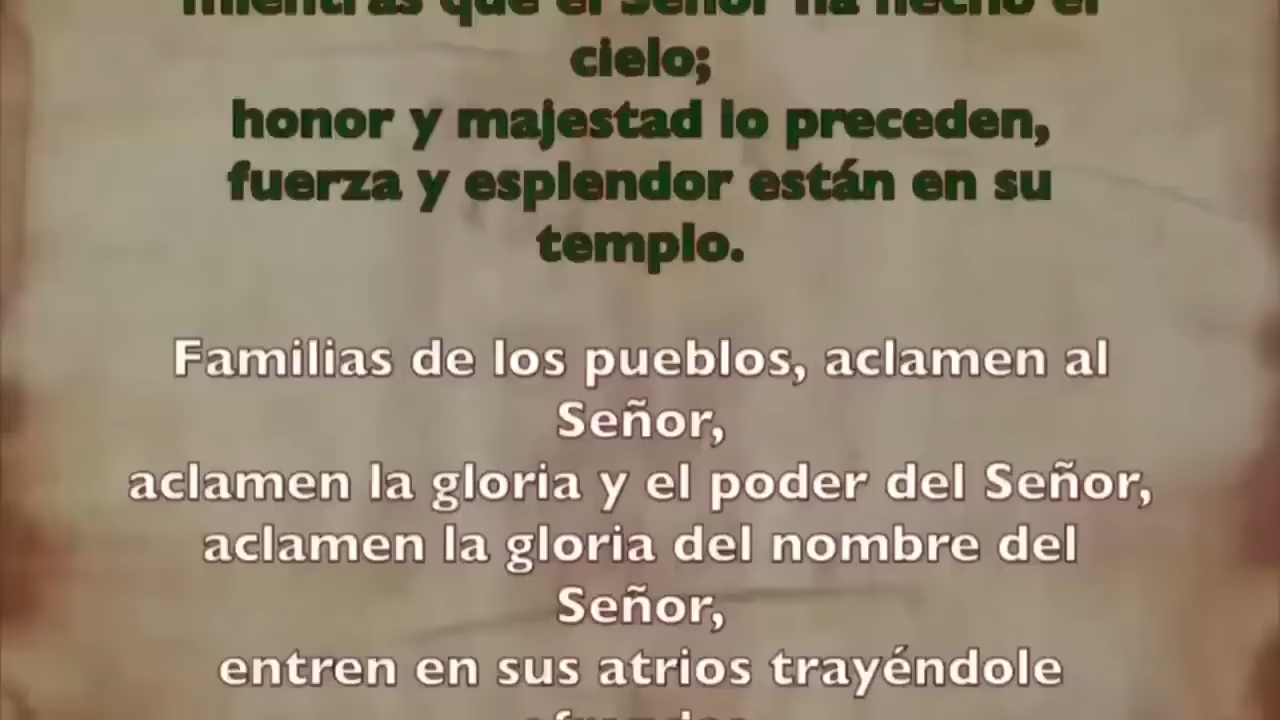 mientras que el Señor ha hecho el
cielo;
honor y majestad lo preceden,
fuerza y esplendor están en su
templo.
Familias de los pueblos, aclamen al
Señor,
aclamen la gloria y el poder del Señor,
aclamen la gloria del nombre del
Señor,
entren en sus atrios trayéndole